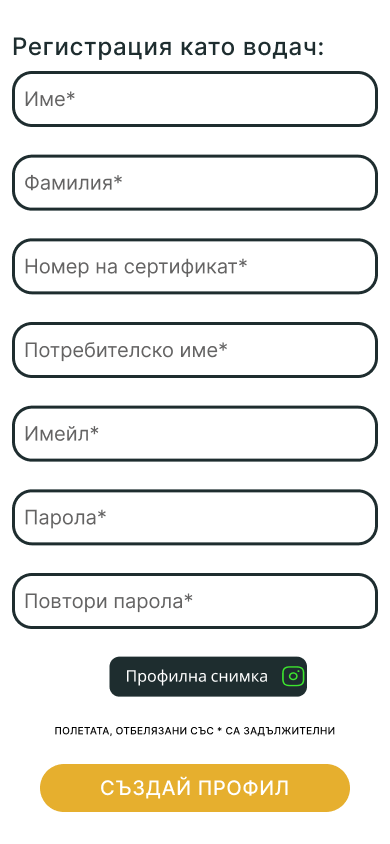 Регистрация като водач:
Име*
Фамилия*
Номер на сертификат*
Потребителско име*
Имейл*
Парола*
Повтори парола*
Профилна снимка
ПОЛЕТАТА, ОТБЕЛЯЗАНИ СЪС * СА ЗАДЪЛЖИТЕЛНИ
СЪЗДАЙ ПРОФИЛ